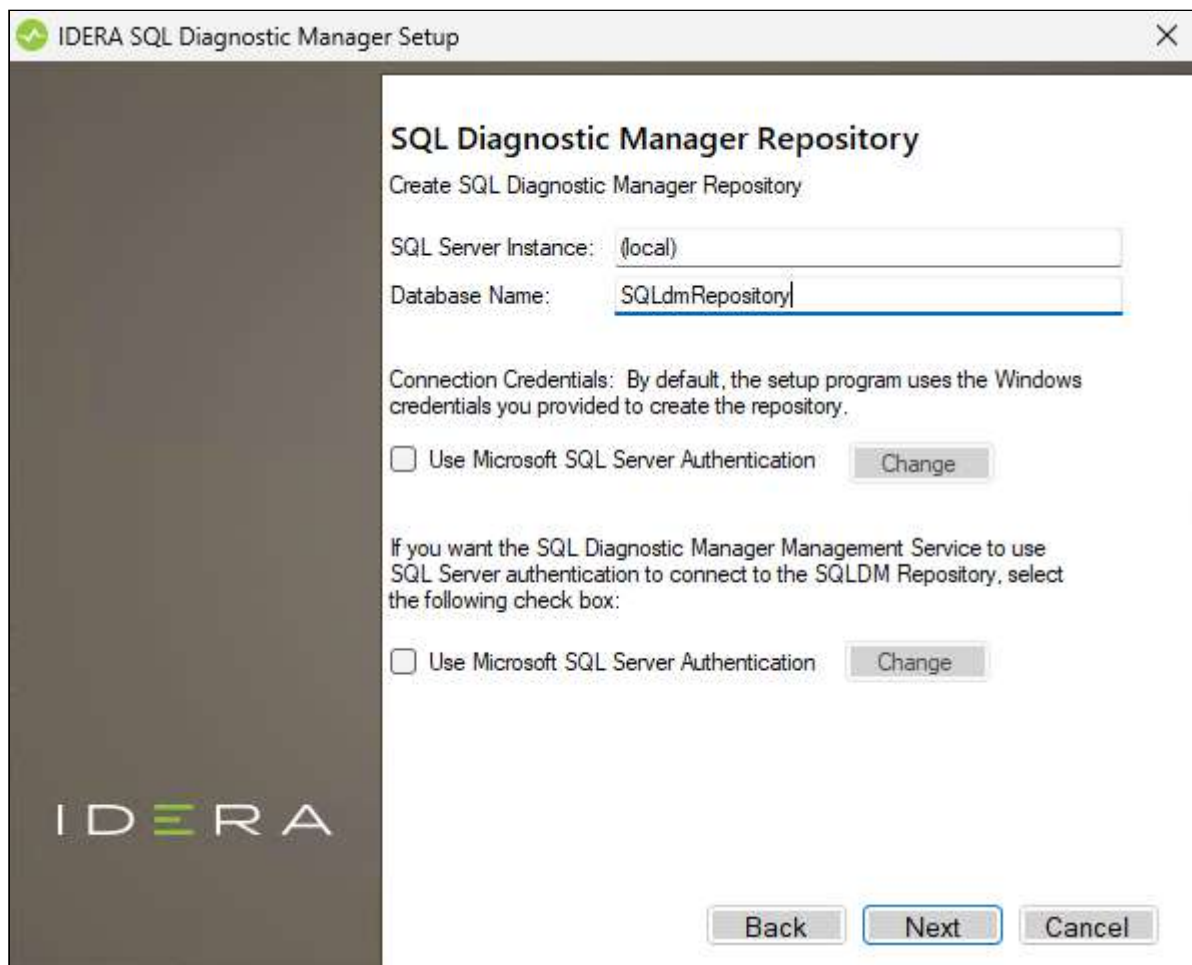 IDERA SQL Diagnostic Manager Setup
SQL Diagnostic Manager Repository
Create SQL Diagnostic Manager Repository
SQL Server Instance: (local)
Database Name: SQLdmRepository
Connection Credentials: By default, the setup program uses the Windows
credentials you provided to create the repository.
Use Microsoft SQL Server Authentication Change
If you want the SQL Diagnostic Manager Management Service to use
SQL Server authentication to connect to the SQLDM Repository, select
the following check box:
Use Microsoft SQL Server Authentication Change
IDERA
Back Next Cancel